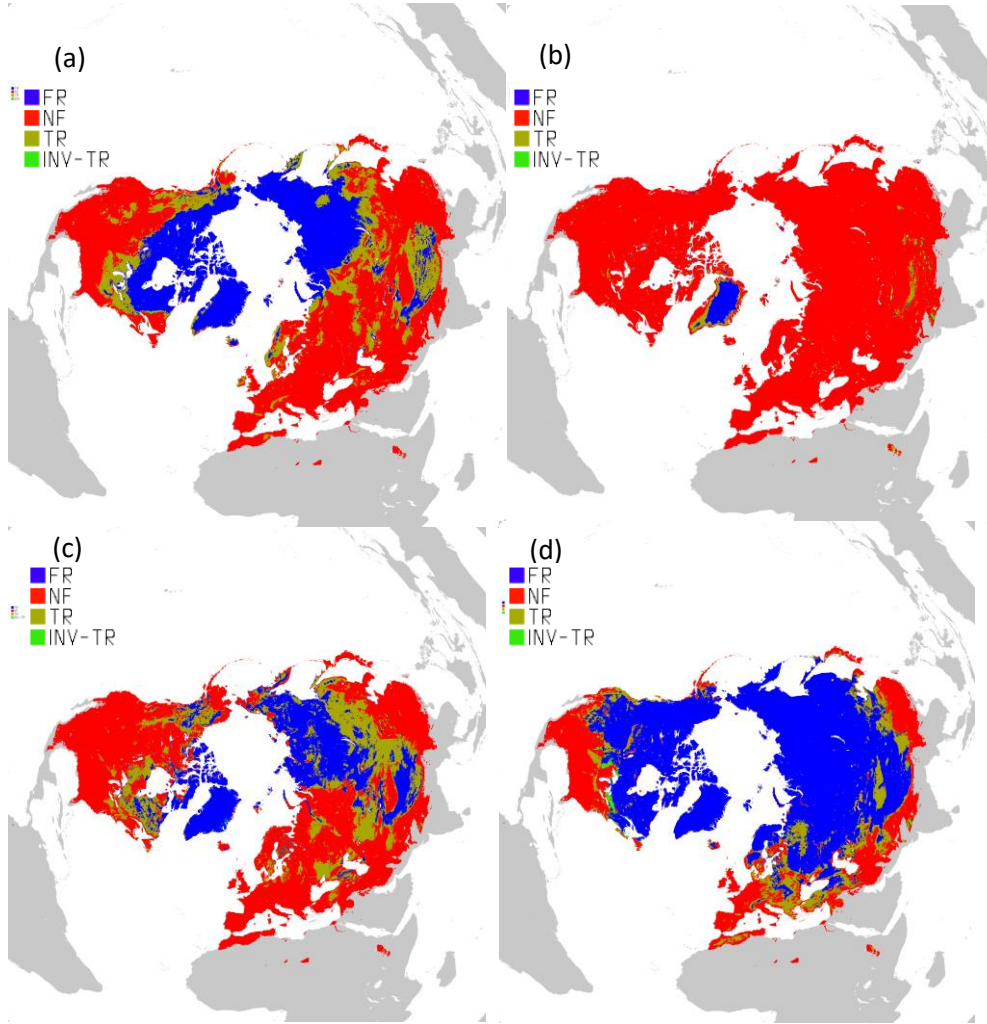 (a)
FR
NF
TR
INV-TR
(b)
FR
NF
TR
INV-TR
(c)
FR
NF
TR
INV-TR
(d)
FR
NF
TR
INV-TR